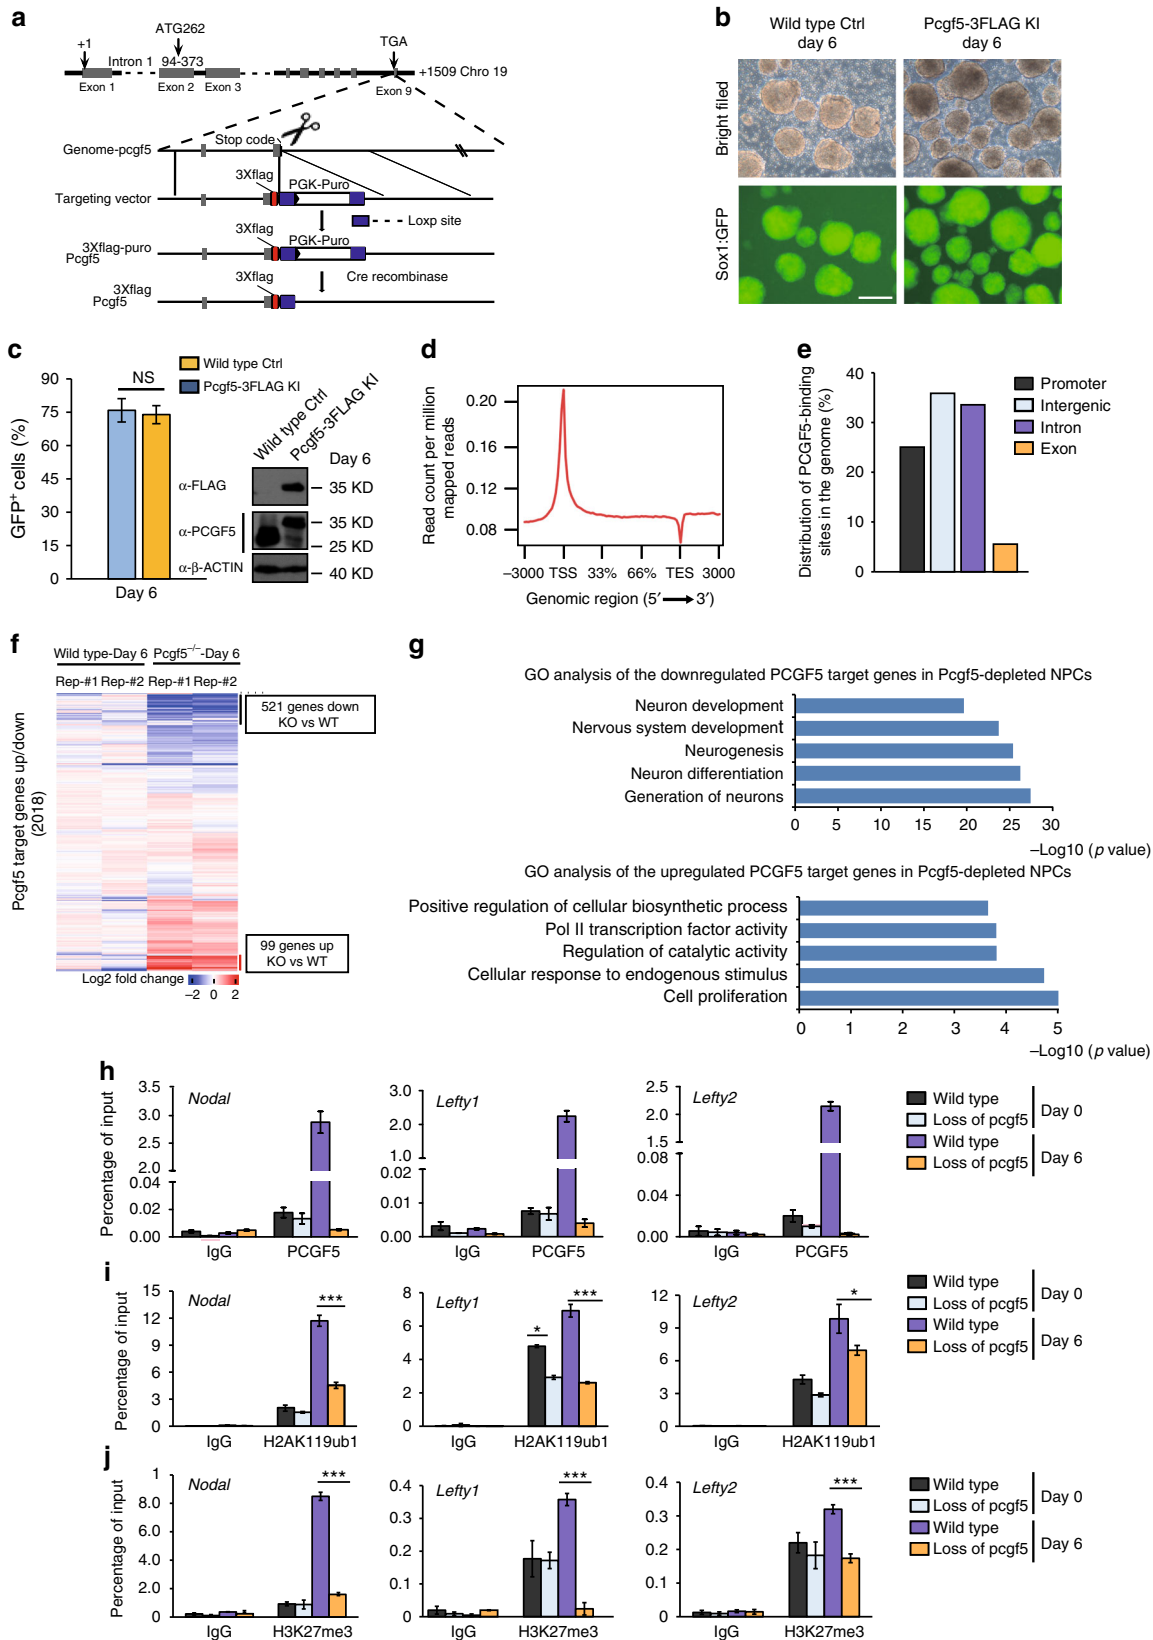 a
ATG262
+1
Intron 1
94-373
TGA
+1509 Chro 19
Exon 1
Exon 2
Exon 3
Exon 9
Stop code
Genome-pcgf5
3Xflag
PGK-Puro
Targeting vector
Loxp site
3Xflag
PGK-Puro
3Xflag-puro
Pcgf5
3Xflag
Cre recombinase
3Xflag
Pcgf5
b
Wild type Ctrl
day 6
Pcgf5-3FLAG KI
day 6
Bright filed
Sox1:GFP
c
Wild type Ctrl
Pcgf5-3FLAG KI
GFP+ cells (%)
90
75
60
45
30
15
0
NS
Day 6
Wild type Ctrl
Pcgf5-3FLAG KI
Day 6
α-FLAG
35 KD
α-PCGF5
35 KD
25 KD
α-β-ACTIN
40 KD
d
Read count per million
mapped reads
0.20
0.16
0.12
0.08
–3000 TSS 33% 66% TES 3000
Genomic region (5′ 3′)
e
Distribution of PCGF5-binding
sites in the genome (%)
40
30
20
10
0
Promoter
Intergenic
Intron
Exon
f
Wild type-Day 6
Pcgf5–/–-Day 6
Rep-#1 Rep-#2 Rep-#1 Rep-#2
Pcgf5 target genes up/down
(2018)
521 genes down
KO vs WT
99 genes up
KO vs WT
Log2 fold change
–2 0 2
g
GO analysis of the downregulated PCGF5 target genes in Pcgf5-depleted NPCs
Neuron development
Nervous system development
Neurogenesis
Neuron differentiation
Generation of neurons
0 5 10 15 20 25 30
–Log10 (p value)
GO analysis of the upregulated PCGF5 target genes in Pcgf5-depleted NPCs
Positive regulation of cellular biosynthetic process
Pol II transcription factor activity
Regulation of catalytic activity
Cellular response to endogenous stimulus
Cell proliferation
0 1 2 3 4 5
–Log10 (p value)
h
Percentage of input
3.5
3.0
2.5
2.0
0.04
0.02
0.00
Nodal
IgG PCGF5
3.0
2.0
1.0
0.02
0.01
0.00
Lefty1
IgG PCGF5
2.5
2.0
1.5
0.08
0.04
0.00
Lefty2
IgG PCGF5
Wild type
Loss of pcgf5
Day 0
Wild type
Loss of pcgf5
Day 6
i
Percentage of input
15
12
9
6
3
0
Nodal
***
IgG H2AK119ub1
8
6
4
2
0
Lefty1
*
***
IgG H2AK119ub1
12
9
6
3
0
Lefty2
*
IgG H2AK119ub1
Wild type
Loss of pcgf5
Day 0
Wild type
Loss of pcgf5
Day 6
j
Percentage of input
1
8.0
6.0
4.0
2.0
0
Nodal
***
IgG H3K27me3
0.4
0.3
0.2
0.1
0
Lefty1
***
IgG H3K27me3
0.4
0.3
0.2
0.1
0
Lefty2
***
IgG H3K27me3
Wild type
Loss of pcgf5
Day 0
Wild type
Loss of pcgf5
Day 6